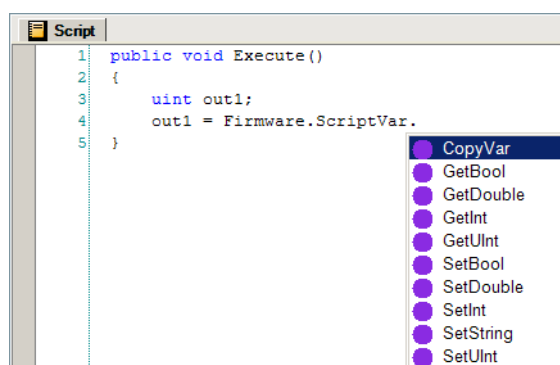 Script
1 public void Execute()
2 {
3 uint out1;
4 out1 = Firmware.ScriptVar.
5 }
CopyVar
GetBool
GetDouble
GetInt
GetUInt
SetBool
SetDouble
SetInt
SetString
SetUInt